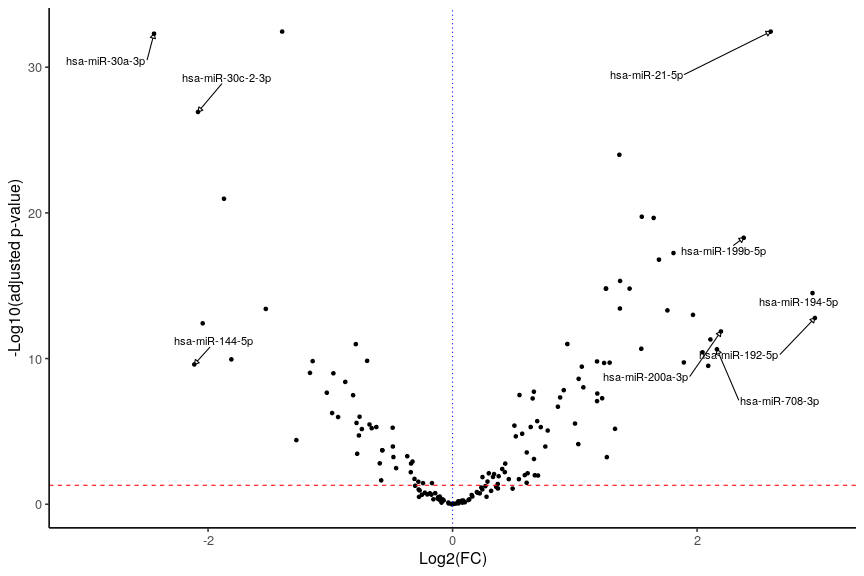 hsa-miR-30a-3p
hsa-miR-30c-2-3p
hsa-miR-21-5p
hsa-miR-199b-5p
hsa-miR-194-5p
hsa-miR-144-5p
hsa-miR-192-5p
hsa-miR-200a-3p
hsa-miR-708-3p
-Log10(adjusted p-value)
30
20
10
0
-2
0
2
Log2(FC)